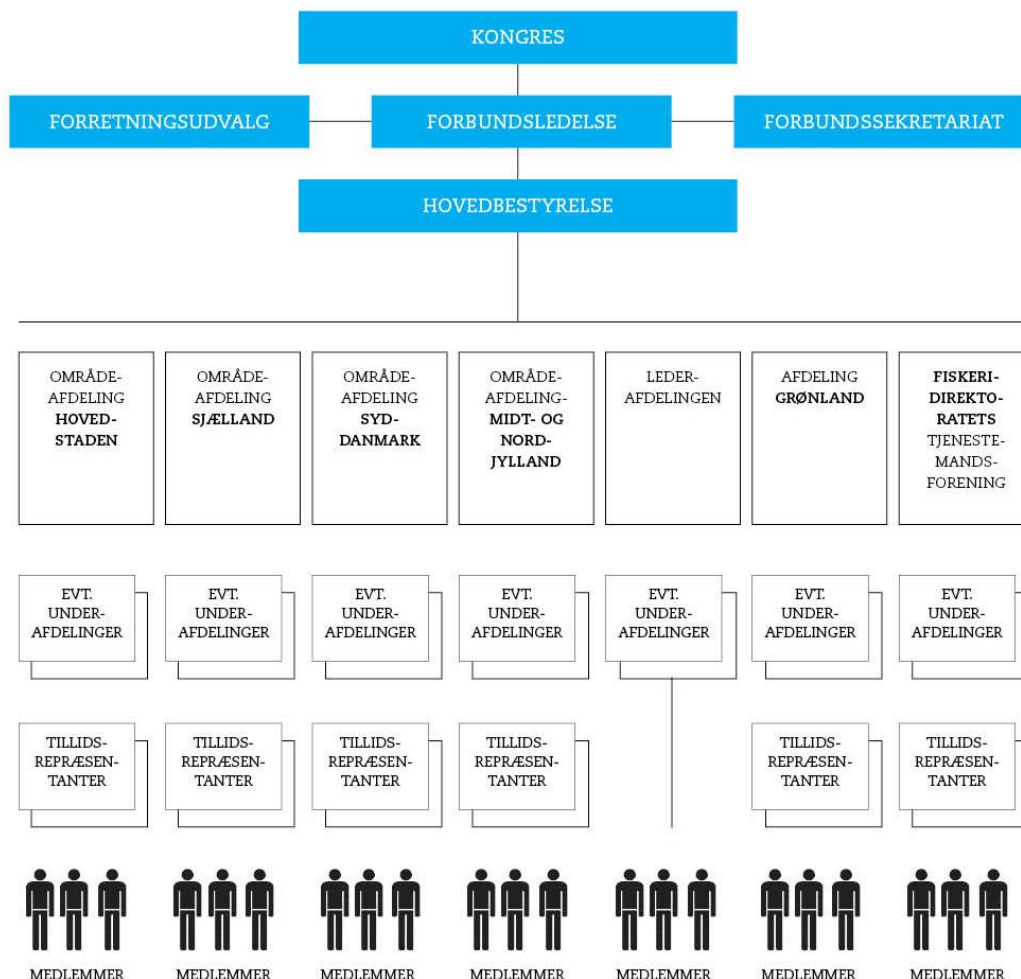 KONGRES
FORRETNINGSUDVALG
FORBUNDSLEDELSE
FORBUNDSSEKRETARIAT
HOVEDBESTYRELSE
OMRÅDE-
AFDELING
HOVED-
STADEN
OMRÅDE-
AFDELING
SJÆLLAND
OMRÅDE-
AFDELING
SYD-
DANMARK
OMRÅDE-
AFDELING-
MIDT- OG
NORD-
JYLLAND
LEDER-
AFDELINGEN
AFDELING
GRØNLAND
FISKERI-
DIREKTO-
RATETS
TJENESTE-
MANDS-
FORENING
EVT.
UNDER-
AFDELINGER
EVT.
UNDER-
AFDELINGER
EVT.
UNDER-
AFDELINGER
EVT.
UNDER-
AFDELINGER
EVT.
UNDER-
AFDELINGER
EVT.
UNDER-
AFDELINGER
EVT.
UNDER-
AFDELINGER
TILLIDS-
REPRÆSEN-
TANTER
TILLIDS-
REPRÆSEN-
TANTER
TILLIDS-
REPRÆSEN-
TANTER
TILLIDS-
REPRÆSEN-
TANTER
TILLIDS-
REPRÆSEN-
TANTER
TILLIDS-
REPRÆSEN-
TANTER
MEDLEMMER
MEDLEMMER
MEDLEMMER
MEDLEMMER
MEDLEMMER
MEDLEMMER
MEDLEMMER